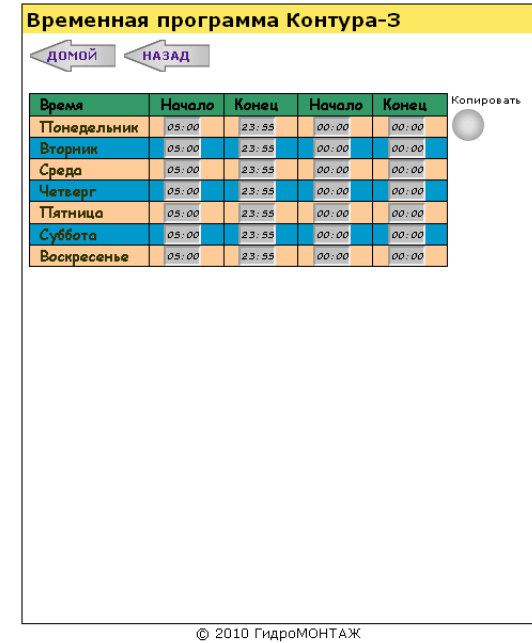 Временная программа Контура-3
ДОМОЙ НАЗАД
Время Начало Конец Начало Конец Копировать
Понедельник 05:00 23:55 00:00 00:00
Вторник 05:00 23:55 00:00 00:00
Среда 05:00 23:55 00:00 00:00
Четверг 05:00 23:55 00:00 00:00
Пятница 05:00 23:55 00:00 00:00
Суббота 05:00 23:55 00:00 00:00
Воскресенье 05:00 23:55 00:00 00:00
© 2010 ГидроМОНТАЖ